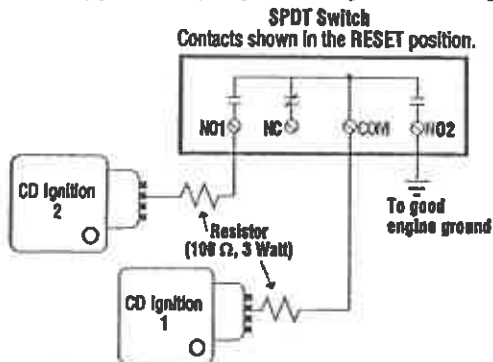 SPDT Switch
Contacts shown in the RESET position.
NO1
NC
COM
NO2
CD Ignition
2
To good
engine ground
Resistor
(100 Ω, 3 Watt)
CD Ignition
1